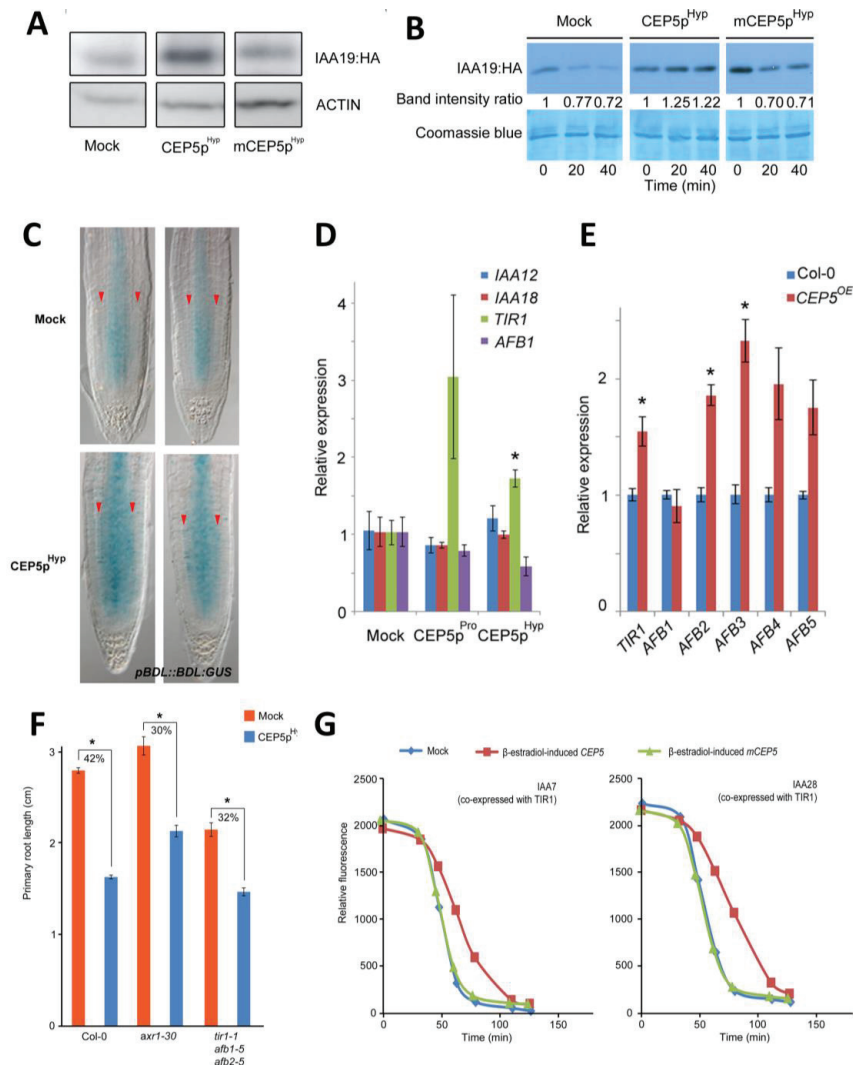 A
IAA19:HA
ACTIN
Mock CEP5p^Hyp mCEP5p^Hyp
B
Mock CEP5p^Hyp mCEP5p^Hyp
IAA19:HA
Band intensity ratio 1 0.77 0.72 1 1.25 1.22 1 0.70 0.71
Coomassie blue
0 20 40 0 20 40 0 20 40
Time (min)
C
Mock
CEP5p^Hyp
pBDL::BDL:GUS
D
IAA12
IAA18
TIR1
AFB1
Relative expression
4
3
2
1
0
*
Mock CEP5p^Pro CEP5p^Hyp
E
Col-0
CEP5^OE
Relative expression
2
1
0
* * *
TIR1 AFB1 AFB2 AFB3 AFB4 AFB5
F
Mock
CEP5p^Hy
Primary root length (cm)
3
2
1
0
* 42%
* 30%
* 32%
Col-0 axr1-30 tir1-1
afb1-5
afb2-5
G
Mock β-estradiol-induced CEP5 β-estradiol-induced mCEP5
IAA7
(co-expressed with TIR1)
Relative fluorescence
2500
2000
1500
1000
500
0
0 50 100 150
Time (min)
IAA28
(co-expressed with TIR1)
2500
2000
1500
1000
500
0
0 50 100 150
Time (min)